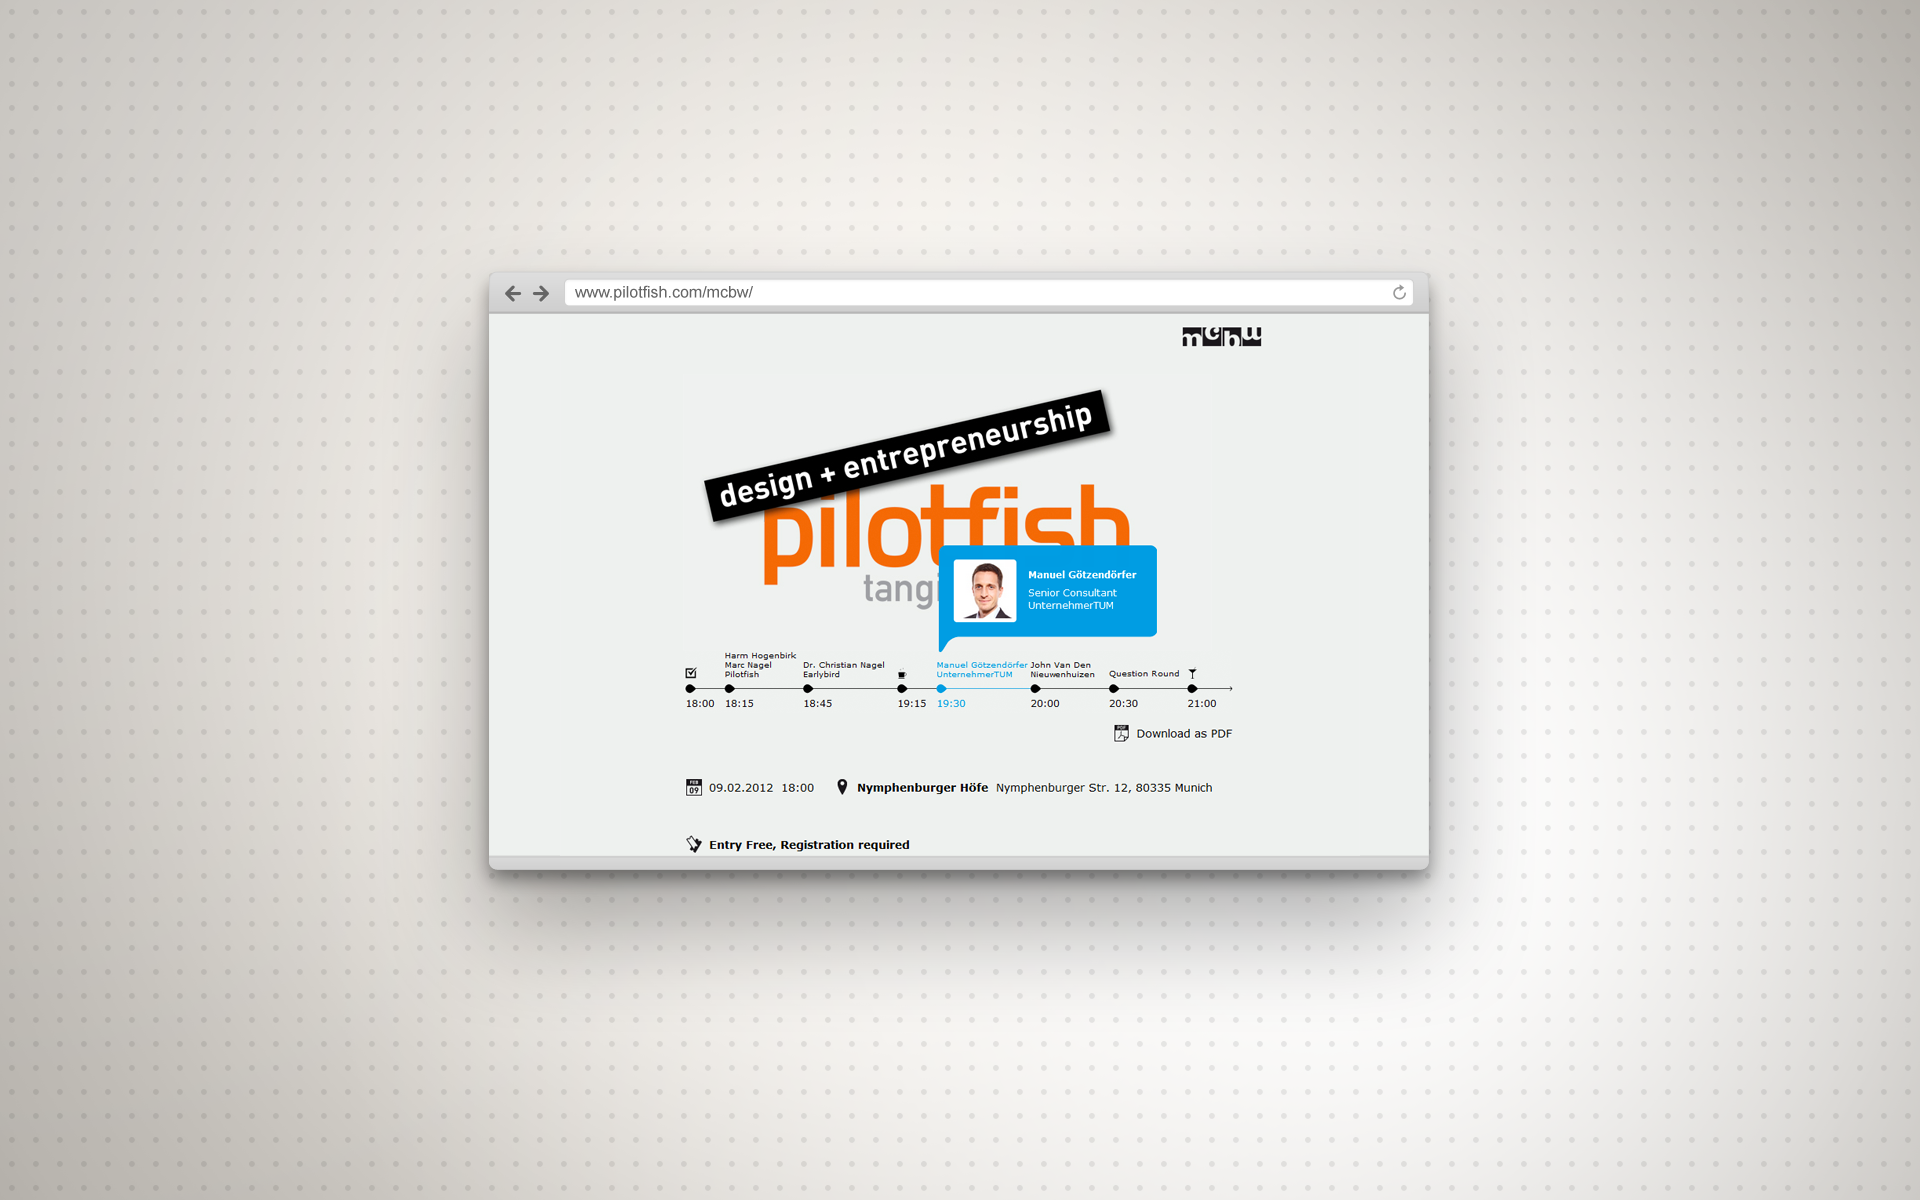 www.pilotfish.com/mcbw/
mcbw
design + entrepreneurship
pilotfish
tangi
Manuel Götzendörfer
Senior Consultant
UnternehmerTUM
Harm Hogenbirk
Marc Nagel
Pilotfish
Dr. Christian Nagel
Earlybird
Manuel Götzendörfer
UnternehmerTUM
John Van Den
Nieuwenhuizen
Question Round
18:00 18:15 18:45 19:15 19:30 20:00 20:30 21:00
PDF
Download as PDF
FEB
09
09.02.2012 18:00
Nymphenburger Höfe Nymphenburger Str. 12, 80335 Munich
Entry Free, Registration required